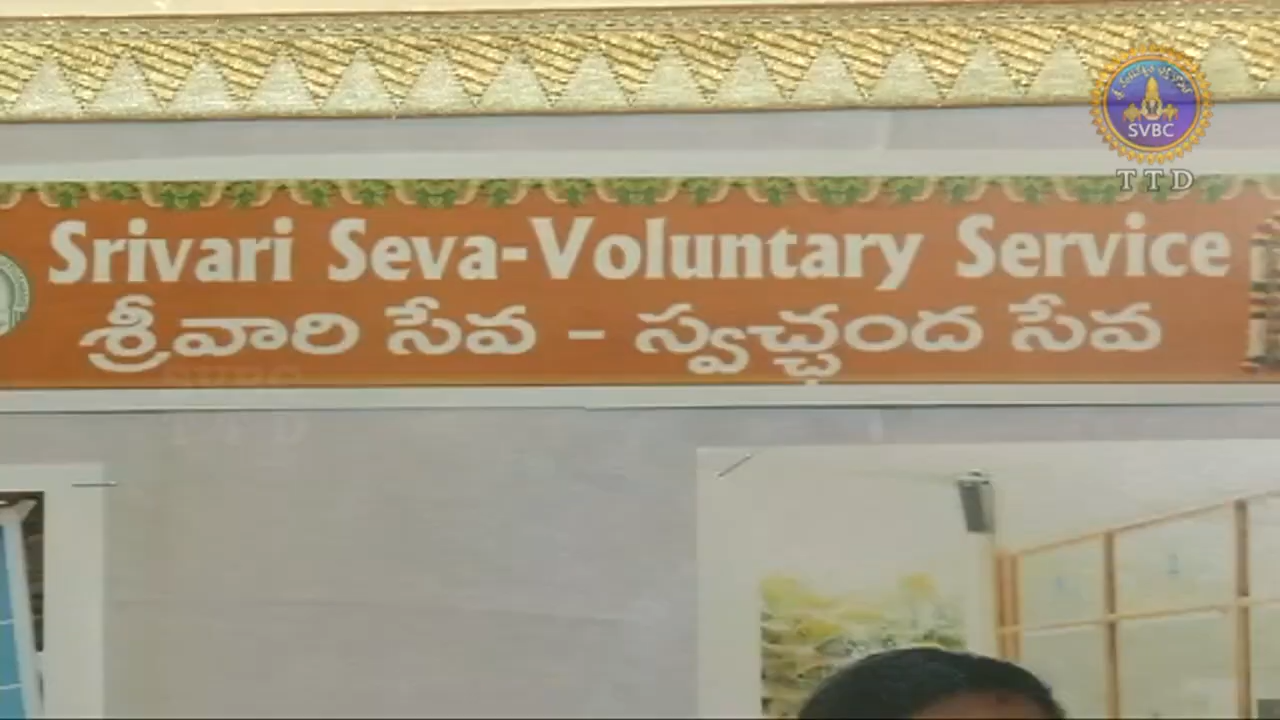 SVBC
TTD
Srivari Seva-Voluntary Service
శ్రీవారి సేవ - స్వచ్ఛంద సేవ